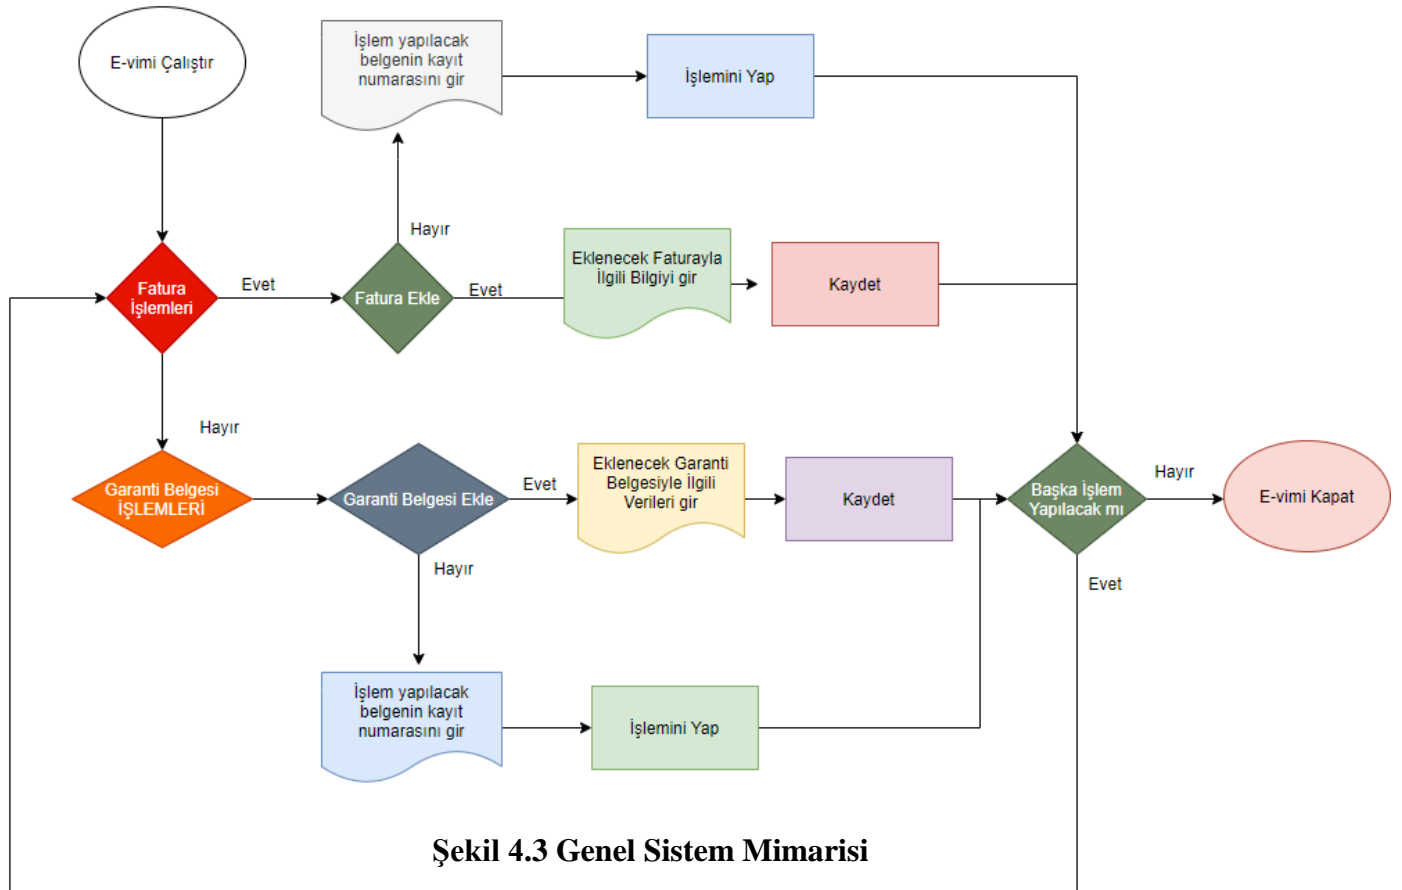 E-vimi Çalıştır
İşlem yapılacak
belgenin kayıt
numarasını gir
İşlemini Yap
Hayır
Fatura
İşlemleri
Evet
Fatura Ekle
Evet
Eklenecek Faturayla
İlgili Bilgiyi gir
Kaydet
Hayır
Garanti Belgesi
İŞLEMLERİ
Garanti Belgesi Ekle
Evet
Eklenecek Garanti
Belgesiyle İlgili
Verileri gir
Kaydet
Başka İşlem
Yapılacak mı
Hayır
E-vimi Kapat
Hayır
Evet
İşlem yapılacak
belgenin kayıt
numarasını gir
İşlemini Yap
Şekil 4.3 Genel Sistem Mimarisi